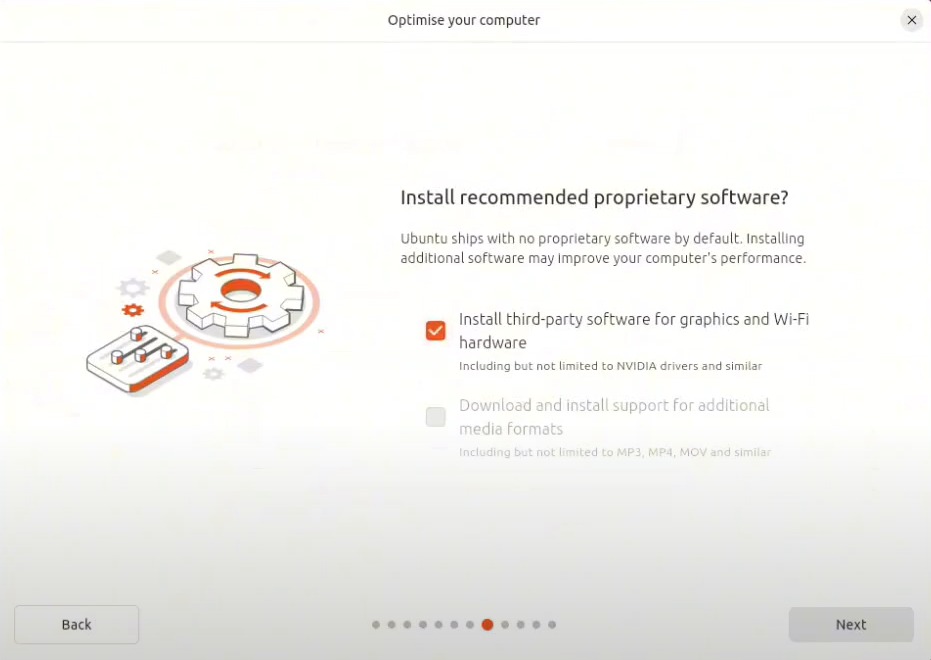 Optimise your computer
Install recommended proprietary software?
Ubuntu ships with no proprietary software by default. Installing
additional software may improve your computer's performance.
Install third-party software for graphics and Wi-Fi
hardware
Including but not limited to NVIDIA drivers and similar
Download and install support for additional
media formats
Including but not limited to MP3, MP4, MOV and similar
Back
Next